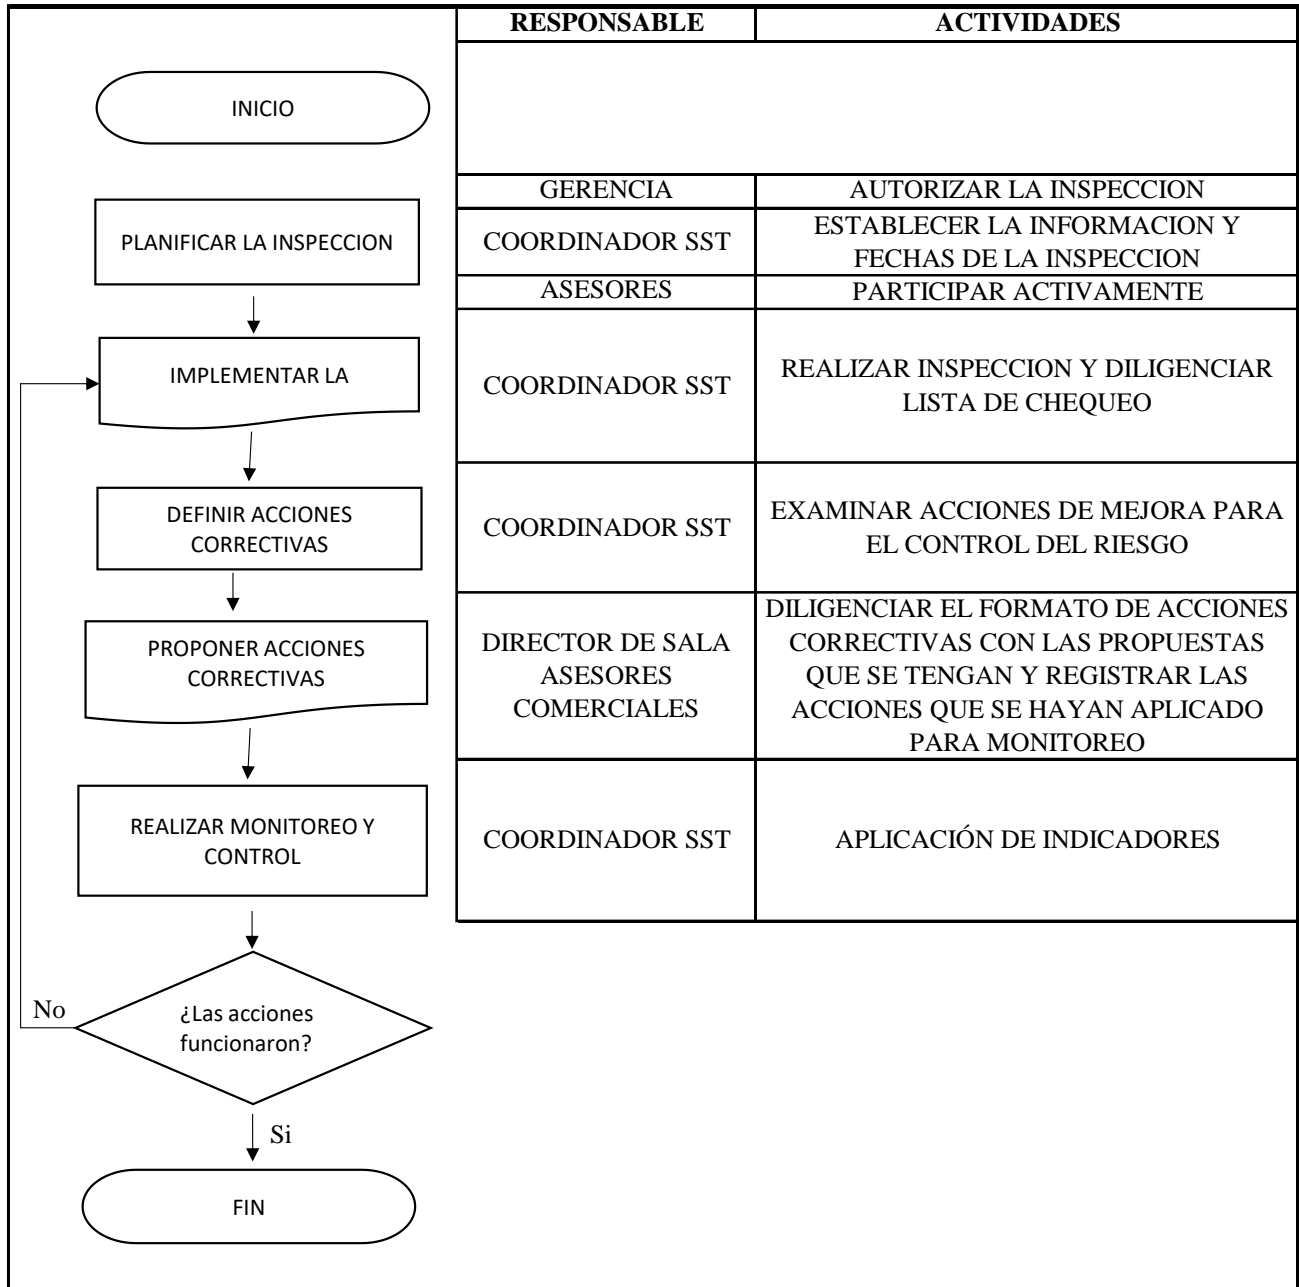 RESPONSABLE
ACTIVIDADES
INICIO
GERENCIA
AUTORIZAR LA INSPECCION
PLANIFICAR LA INSPECCION
COORDINADOR SST
ESTABLECER LA INFORMACION Y
FECHAS DE LA INSPECCION
ASESORES
PARTICIPAR ACTIVAMENTE
IMPLEMENTAR LA
COORDINADOR SST
REALIZAR INSPECCION Y DILIGENCIAR
LISTA DE CHEQUEO
DEFINIR ACCIONES
CORRECTIVAS
COORDINADOR SST
EXAMINAR ACCIONES DE MEJORA PARA
EL CONTROL DEL RIESGO
PROPONER ACCIONES
CORRECTIVAS
DIRECTOR DE SALA
ASESORES
COMERCIALES
DILIGENCIAR EL FORMATO DE ACCIONES
CORRECTIVAS CON LAS PROPUESTAS
QUE SE TENGAN Y REGISTRAR LAS
ACCIONES QUE SE HAYAN APLICADO
PARA MONITOREO
REALIZAR MONITOREO Y
CONTROL
COORDINADOR SST
APLICACIÓN DE INDICADORES
No
¿Las acciones
funcionaron?
Si
FIN